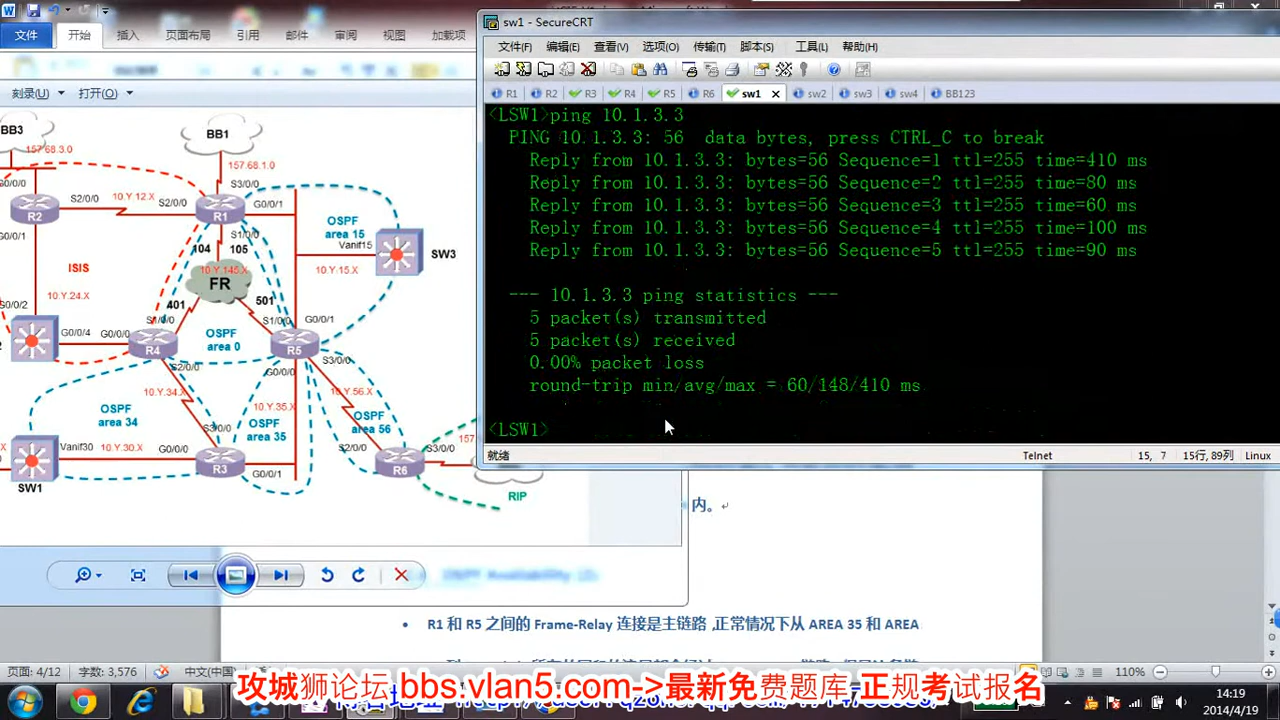 sw1 - SecureCRT
文件 开始 插入 页面布局 引用 邮件 审阅 视图 加载项
文件(F) 编辑(E) 查看(V) 选项(O) 传输(T) 脚本(S) 工具(L) 帮助(H)
刻录(U) 打开(O)
R1 R2 R3 R4 R5 R6 sw1 sw2 sw3 sw4 BB123
<LSW1>ping 10.1.3.3
PING 10.1.3.3: 56 data bytes, press CTRL_C to break
Reply from 10.1.3.3: bytes=56 Sequence=1 ttl=255 time=410 ms
Reply from 10.1.3.3: bytes=56 Sequence=2 ttl=255 time=80 ms
Reply from 10.1.3.3: bytes=56 Sequence=3 ttl=255 time=60 ms
Reply from 10.1.3.3: bytes=56 Sequence=4 ttl=255 time=100 ms
Reply from 10.1.3.3: bytes=56 Sequence=5 ttl=255 time=90 ms
--- 10.1.3.3 ping statistics ---
5 packet(s) transmitted
5 packet(s) received
0.00% packet loss
round-trip min/avg/max = 60/148/410 ms
<LSW1>
就绪 Telnet 15, 7 15行, 89列 Linux
BB3 BB1
157.68.3.0
157.68.1.0
G0/0/0 S3/0/0
S2/0/0 10.Y.12.X S2/0/0 G0/0/1
R2 R1
OSPF
area 15
G0/0/1 S1/0/0 Vanif15
104 105 SW3
ISIS 10.Y.145.X 10.Y.15.X
FR
10.Y.24.X
401 501
G0/0/2 S1/0/0 S1/0/0 G0/0/1
G0/0/4 G0/0/0 R4 OSPF
area 0
R5
S2/0/0 G0/0/0 S3/0/0
10.Y.34.X 10.Y.35.X 10.Y.56.X
OSPF
area 34
OSPF
area 35
OSPF
area 56
S3/0/0
Vanif30 G0/0/0 S2/0/0 S3/0/0 157
10.Y.30.X R3 R6
SW1 G0/0/1
RIP
内。
R1 和 R5 之间的 Frame-Relay 连接是主链路 ,正常情况下从 AREA 35 和 AREA
页面: 4/12 字数: 3,576 中文(中国) 110%
攻城狮论坛 bbs.vlan5.com->最新免费题库 正规考试报名
14:19
2014/4/19